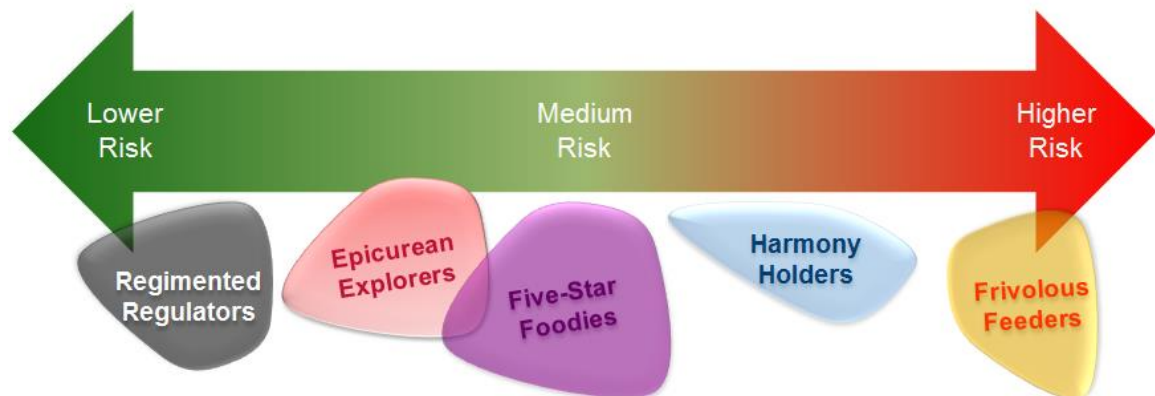 Lower
Risk
Medium
Risk
Higher
Risk
Regimented
Regulators
Epicurean
Explorers
Five-Star
Foodies
Harmony
Holders
Frivolous
Feeders